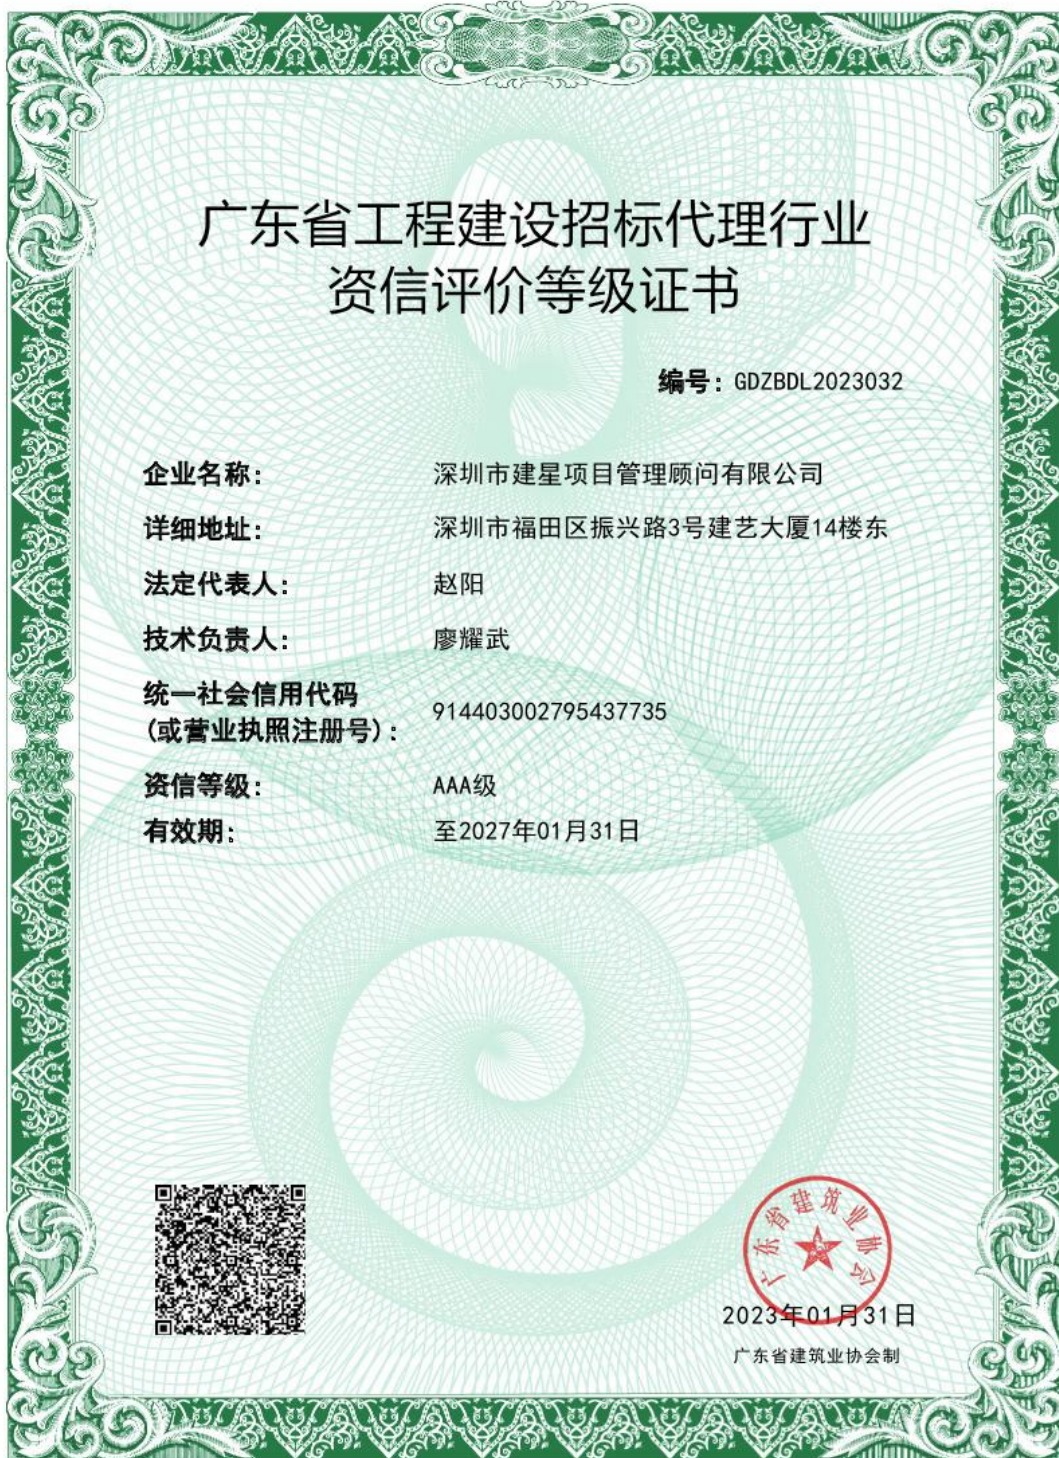 广东省工程建设招标代理行业
资信评价等级证书
编号：GDZBDL2023032
企业名称： 深圳市建星项目管理顾问有限公司
详细地址： 深圳市福田区振兴路3号建艺大厦14楼东
法定代表人： 赵阳
技术负责人： 廖耀武
统一社会信用代码
(或营业执照注册号)： 914403002795437735
资信等级： AAA级
有效期： 至2027年01月31日
广东省建筑业协会
2023年01月31日
广东省建筑业协会制